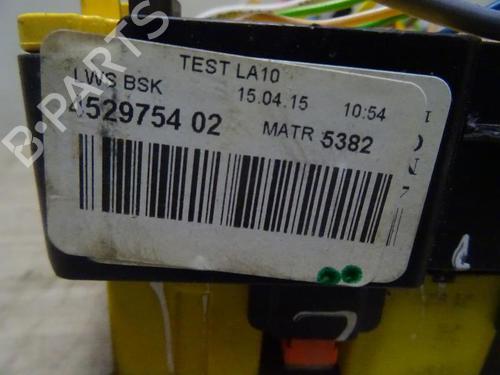 B-PARTS
TEST LA10
LWS BSK
15.04.15 10:54
4529754 02
MATR 5382